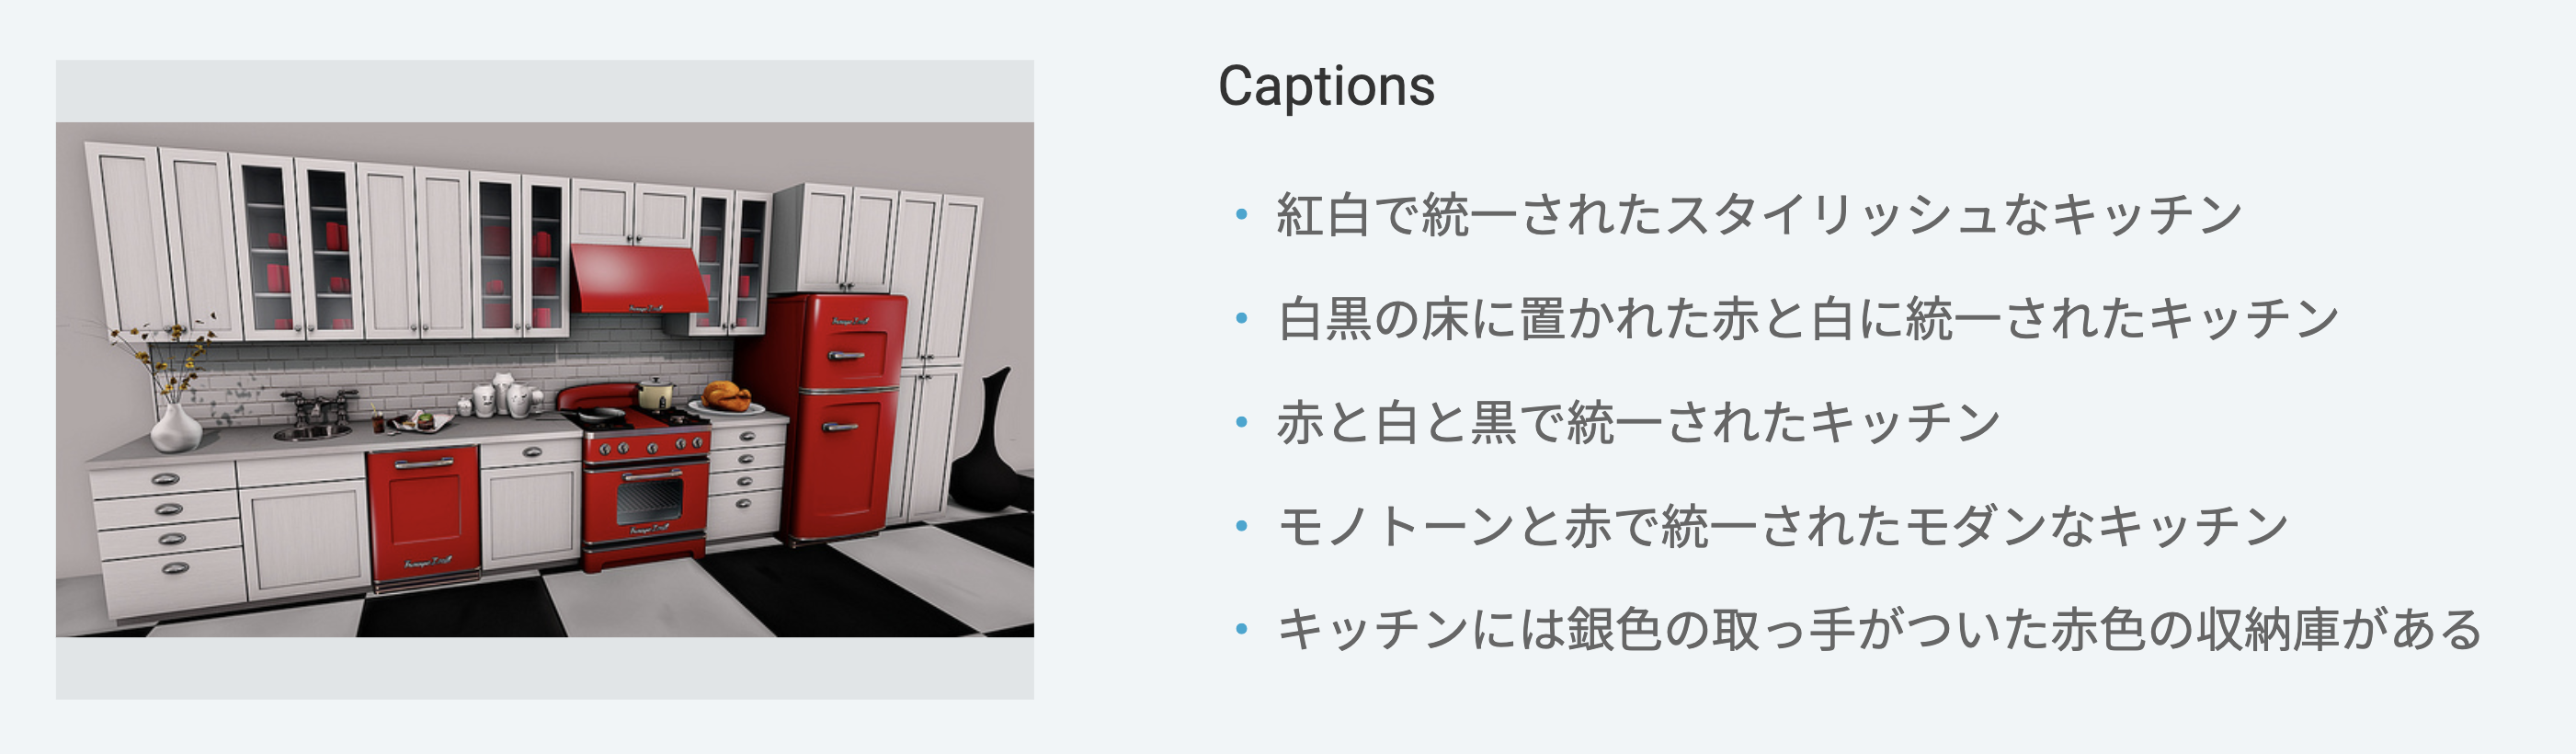 Captions
紅白で統一されたスタイリッシュなキッチン
白黒の床に置かれた赤と白に統一されたキッチン
赤と白と黒で統一されたキッチン
モノトーンと赤で統一されたモダンなキッチン
キッチンには銀色の取っ手がついた赤色の収納庫がある